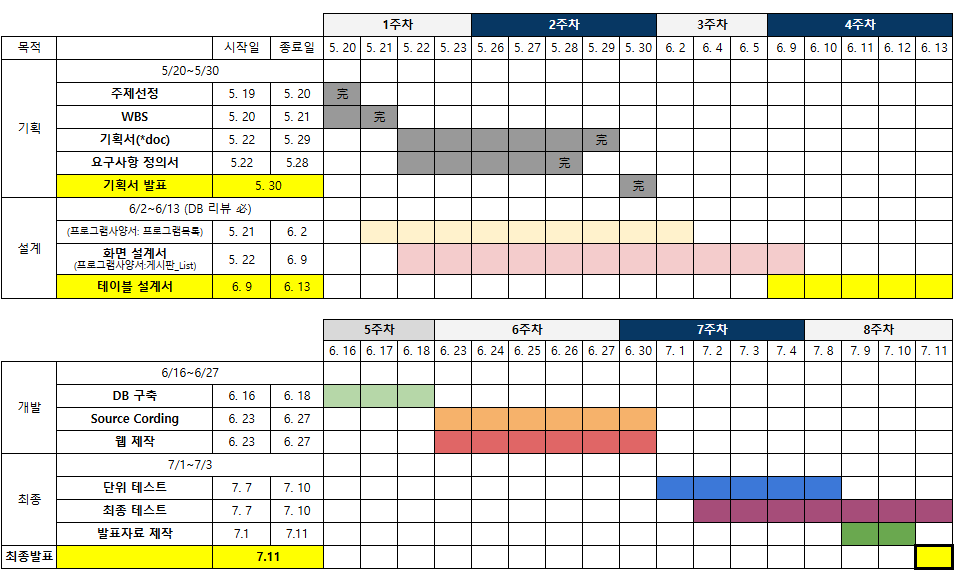 1주차 2주차 3주차 4주차
목적 시작일 종료일 5. 20 5. 21 5. 22 5. 23 5. 26 5. 27 5. 28 5. 29 5. 30 6. 2 6. 4 6. 5 6. 9 6. 10 6. 11 6. 12 6. 13
기획
5/20~5/30
주제선정 5. 19 5. 20 完
WBS 5. 20 5. 21 完
기획서(*doc) 5. 22 5. 29 完
요구사항 정의서 5.22 5.28 完
기획서 발표 5. 30 完
설계
6/2~6/13 (DB 리뷰 必)
(프로그램사양서: 프로그램목록) 5. 21 6. 2
화면 설계서
(프로그램사양서:게시판_List) 5. 22 6. 9
테이블 설계서 6. 9 6. 13
5주차 6주차 7주차 8주차
6. 16 6. 17 6. 18 6. 23 6. 24 6. 25 6. 26 6. 27 6. 30 7. 1 7. 2 7. 3 7. 4 7. 8 7. 9 7. 10 7. 11
개발
6/16~6/27
DB 구축 6. 16 6. 18
Source Cording 6. 23 6. 27
웹 제작 6. 23 6. 27
최종
7/1~7/3
단위 테스트 7. 7 7. 10
최종 테스트 7. 7 7. 10
발표자료 제작 7.1 7.11
최종발표 7.11